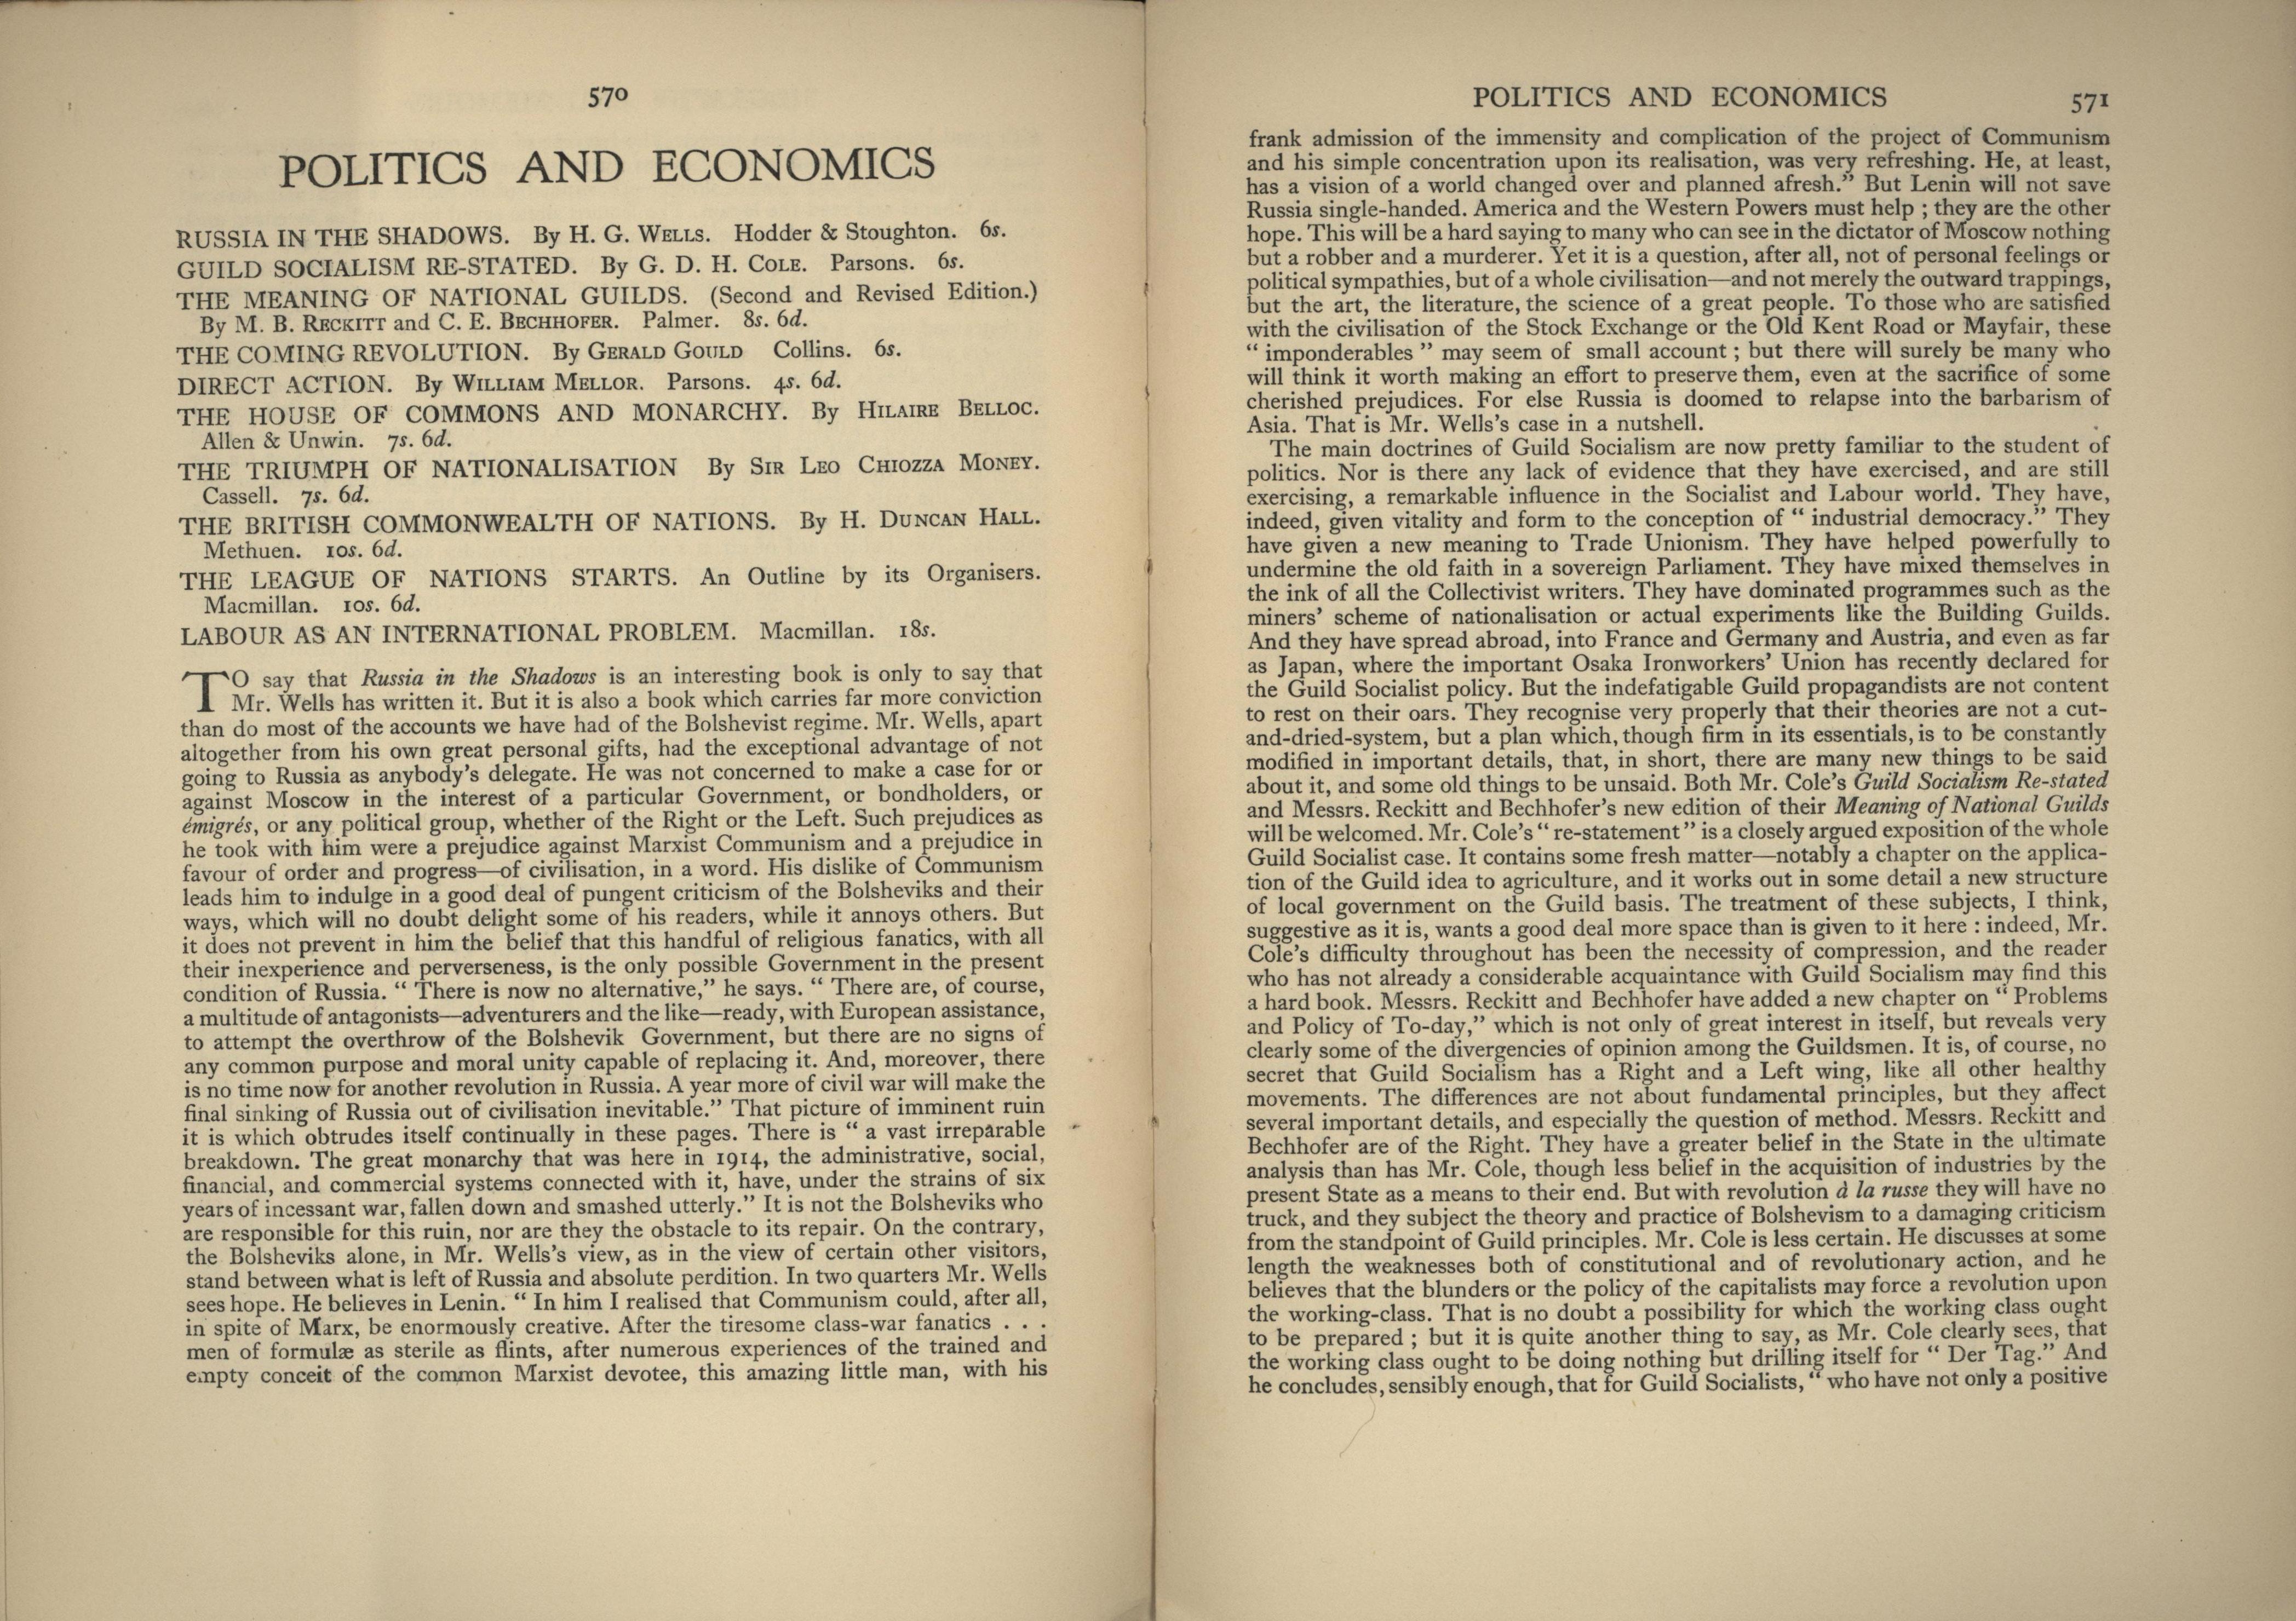 570
POLITICS AND ECONOMICS
RUSSIA IN THE SHADOWS. By H. G. WELLS. Hodder & Stoughton. 6s.
GUILD SOCIALISM RE-STATED. By G. D. H. COLE. Parsons. 6s.
THE MEANING OF NATIONAL GUILDS. (Second and Revised Edition.)
By M. B. RECKITT and C. E. BECHHOFER. Palmer. 8s. 6d.
THE COMING REVOLUTION. By GERALD GOULD Collins. 6s.
DIRECT ACTION. By WILLIAM MELLOR. Parsons. 4s. 6d.
THE HOUSE OF COMMONS AND MONARCHY. By HILAIRE BELLOC.
Allen & Unwin. 7s. 6d.
THE TRIUMPH OF NATIONALISATION By SIR LEO CHIOZZA MONEY.
Cassell. 7s. 6d.
THE BRITISH COMMONWEALTH OF NATIONS. By H. DUNCAN HALL.
Methuen. 10s. 6d.
THE LEAGUE OF NATIONS STARTS. An Outline by its Organisers.
Macmillan. 10s. 6d.
LABOUR AS AN INTERNATIONAL PROBLEM. Macmillan. 18s.
TO say that Russia in the Shadows is an interesting book is only to say that
Mr. Wells has written it. But it is also a book which carries far more conviction
than do most of the accounts we have had of the Bolshevist regime. Mr. Wells, apart
altogether from his own great personal gifts, had the exceptional advantage of not
going to Russia as anybody's delegate. He was not concerned to make a case for or
against Moscow in the interest of a particular Government, or bondholders, or
émigrés, or any political group, whether of the Right or the Left. Such prejudices as
he took with him were a prejudice against Marxist Communism and a prejudice in
favour of order and progress—of civilisation, in a word. His dislike of Communism
leads him to indulge in a good deal of pungent criticism of the Bolsheviks and their
ways, which will no doubt delight some of his readers, while it annoys others. But
it does not prevent in him the belief that this handful of religious fanatics, with all
their inexperience and perverseness, is the only possible Government in the present
condition of Russia. “ There is now no alternative,” he says. “ There are, of course,
a multitude of antagonists—adventurers and the like—ready, with European assistance,
to attempt the overthrow of the Bolshevik Government, but there are no signs of
any common purpose and moral unity capable of replacing it. And, moreover, there
is no time now for another revolution in Russia. A year more of civil war will make the
final sinking of Russia out of civilisation inevitable.” That picture of imminent ruin
it is which obtrudes itself continually in these pages. There is “ a vast irreparable
breakdown. The great monarchy that was here in 1914, the administrative, social,
financial, and commercial systems connected with it, have, under the strains of six
years of incessant war, fallen down and smashed utterly.” It is not the Bolsheviks who
are responsible for this ruin, nor are they the obstacle to its repair. On the contrary,
the Bolsheviks alone, in Mr. Wells's view, as in the view of certain other visitors,
stand between what is left of Russia and absolute perdition. In two quarters Mr. Wells
sees hope. He believes in Lenin. “ In him I realised that Communism could, after all,
in spite of Marx, be enormously creative. After the tiresome class-war fanatics . . .
men of formulæ as sterile as flints, after numerous experiences of the trained and
empty conceit of the common Marxist devotee, this amazing little man, with his
POLITICS AND ECONOMICS 571
frank admission of the immensity and complication of the project of Communism
and his simple concentration upon its realisation, was very refreshing. He, at least,
has a vision of a world changed over and planned afresh.” But Lenin will not save
Russia single-handed. America and the Western Powers must help ; they are the other
hope. This will be a hard saying to many who can see in the dictator of Moscow nothing
but a robber and a murderer. Yet it is a question, after all, not of personal feelings or
political sympathies, but of a whole civilisation—and not merely the outward trappings,
but the art, the literature, the science of a great people. To those who are satisfied
with the civilisation of the Stock Exchange or the Old Kent Road or Mayfair, these
“ imponderables ” may seem of small account ; but there will surely be many who
will think it worth making an effort to preserve them, even at the sacrifice of some
cherished prejudices. For else Russia is doomed to relapse into the barbarism of
Asia. That is Mr. Wells's case in a nutshell.
The main doctrines of Guild Socialism are now pretty familiar to the student of
politics. Nor is there any lack of evidence that they have exercised, and are still
exercising, a remarkable influence in the Socialist and Labour world. They have,
indeed, given vitality and form to the conception of “ industrial democracy.” They
have given a new meaning to Trade Unionism. They have helped powerfully to
undermine the old faith in a sovereign Parliament. They have mixed themselves in
the ink of all the Collectivist writers. They have dominated programmes such as the
miners' scheme of nationalisation or actual experiments like the Building Guilds.
And they have spread abroad, into France and Germany and Austria, and even as far
as Japan, where the important Osaka Ironworkers' Union has recently declared for
the Guild Socialist policy. But the indefatigable Guild propagandists are not content
to rest on their oars. They recognise very properly that their theories are not a cut-
and-dried-system, but a plan which, though firm in its essentials, is to be constantly
modified in important details, that, in short, there are many new things to be said
about it, and some old things to be unsaid. Both Mr. Cole's Guild Socialism Re-stated
and Messrs. Reckitt and Bechhofer's new edition of their Meaning of National Guilds
will be welcomed. Mr. Cole's “ re-statement ” is a closely argued exposition of the whole
Guild Socialist case. It contains some fresh matter—notably a chapter on the applica-
tion of the Guild idea to agriculture, and it works out in some detail a new structure
of local government on the Guild basis. The treatment of these subjects, I think,
suggestive as it is, wants a good deal more space than is given to it here : indeed, Mr.
Cole's difficulty throughout has been the necessity of compression, and the reader
who has not already a considerable acquaintance with Guild Socialism may find this
a hard book. Messrs. Reckitt and Bechhofer have added a new chapter on “ Problems
and Policy of To-day,” which is not only of great interest in itself, but reveals very
clearly some of the divergencies of opinion among the Guildsmen. It is, of course, no
secret that Guild Socialism has a Right and a Left wing, like all other healthy
movements. The differences are not about fundamental principles, but they affect
several important details, and especially the question of method. Messrs. Reckitt and
Bechhofer are of the Right. They have a greater belief in the State in the ultimate
analysis than has Mr. Cole, though less belief in the acquisition of industries by the
present State as a means to their end. But with revolution à la russe they will have no
truck, and they subject the theory and practice of Bolshevism to a damaging criticism
from the standpoint of Guild principles. Mr. Cole is less certain. He discusses at some
length the weaknesses both of constitutional and of revolutionary action, and he
believes that the blunders or the policy of the capitalists may force a revolution upon
the working-class. That is no doubt a possibility for which the working class ought
to be prepared ; but it is quite another thing to say, as Mr. Cole clearly sees, that
the working class ought to be doing nothing but drilling itself for “ Der Tag.” And
he concludes, sensibly enough, that for Guild Socialists, “ who have not only a positive